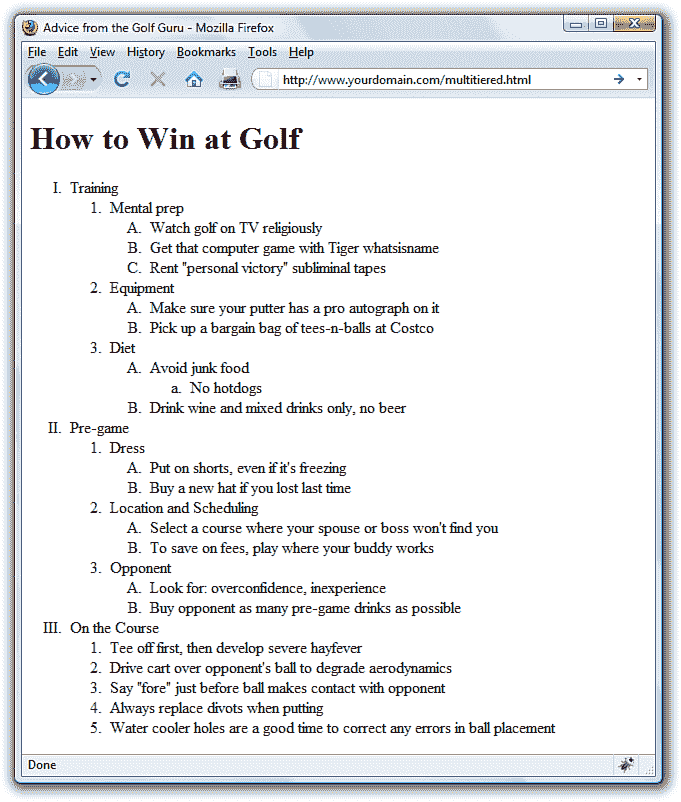 Advice from the Golf Guru - Mozilla Firefox
File Edit View History Bookmarks Tools Help
http://www.yourdomain.com/multitiered.html
How to Win at Golf
I. Training
1. Mental prep
A. Watch golf on TV religiously
B. Get that computer game with Tiger whatsisname
C. Rent "personal victory" subliminal tapes
2. Equipment
A. Make sure your putter has a pro autograph on it
B. Pick up a bargain bag of tees-n-balls at Costco
3. Diet
A. Avoid junk food
a. No hotdogs
B. Drink wine and mixed drinks only, no beer
II. Pre-game
1. Dress
A. Put on shorts, even if it's freezing
B. Buy a new hat if you lost last time
2. Location and Scheduling
A. Select a course where your spouse or boss won't find you
B. To save on fees, play where your buddy works
3. Opponent
A. Look for: overconfidence, inexperience
B. Buy opponent as many pre-game drinks as possible
III. On the Course
1. Tee off first, then develop severe hayfever
2. Drive cart over opponent's ball to degrade aerodynamics
3. Say "fore" just before ball makes contact with opponent
4. Always replace divots when putting
5. Water cooler holes are a good time to correct any errors in ball placement
Done